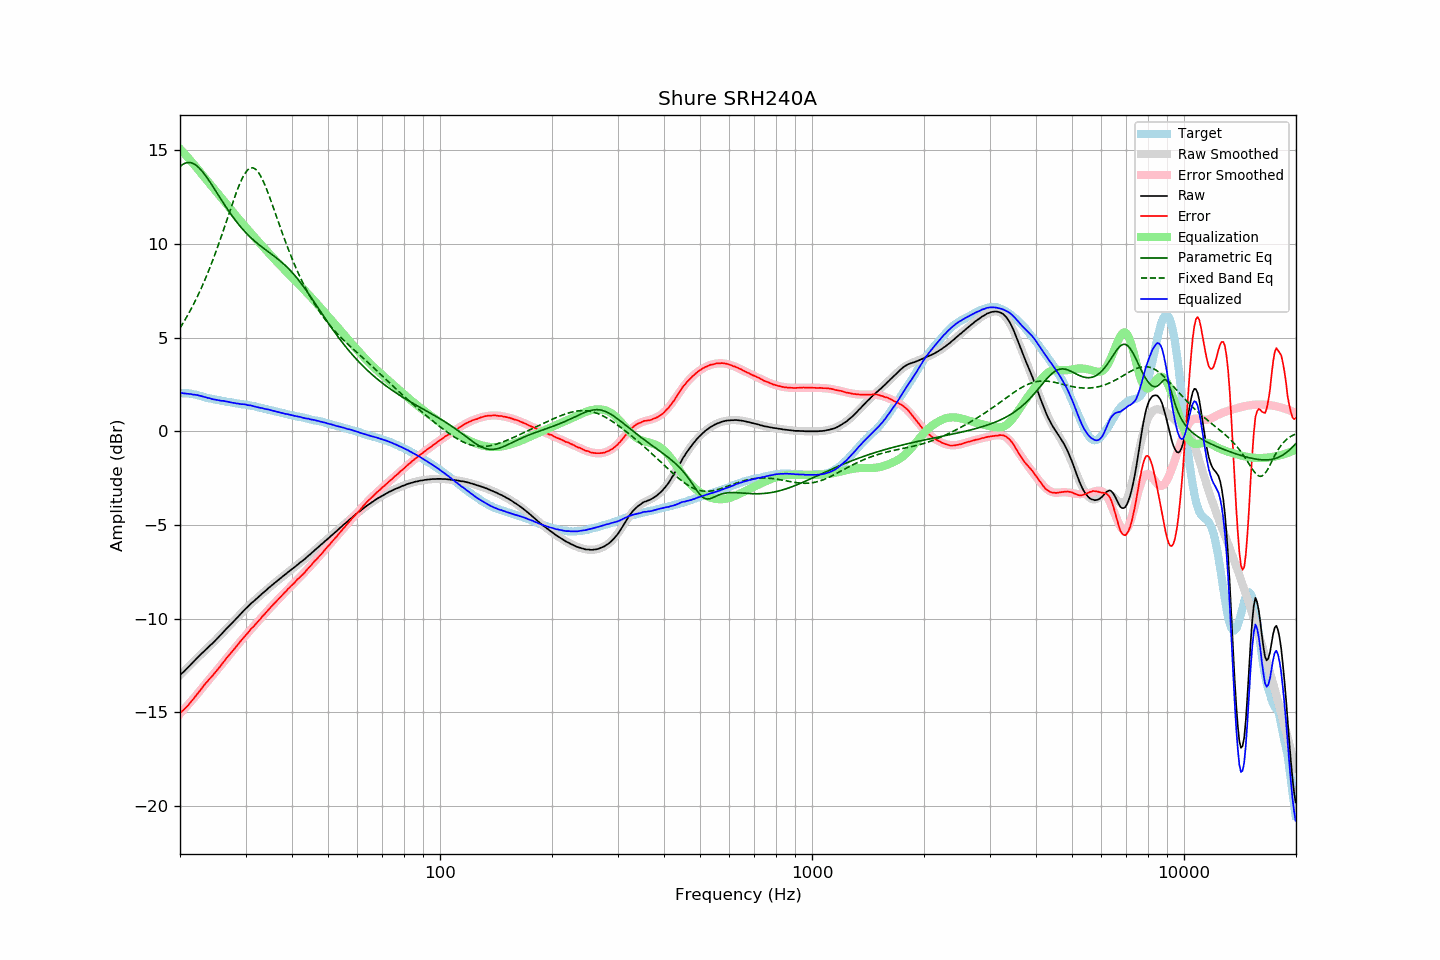 Shure SRH240A
Amplitude (dBr)
15
10
5
0
−5
−10
−15
−20
100
1000
10000
Frequency (Hz)
Target
Raw Smoothed
Error Smoothed
Raw
Error
Equalization
Parametric Eq
Fixed Band Eq
Equalized